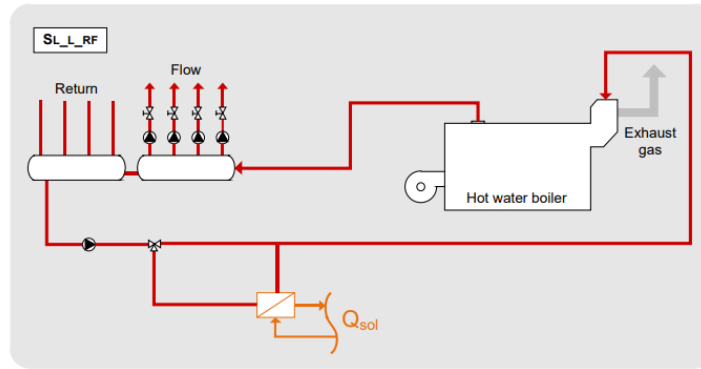 SL_L_RF
Flow
Return
Exhaust
gas
Hot water boiler
Qsol